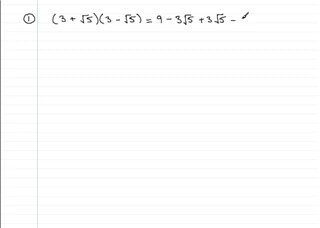 ① (3 + √5)(3 - √5) = 9 - 3√5 + 3√5 -